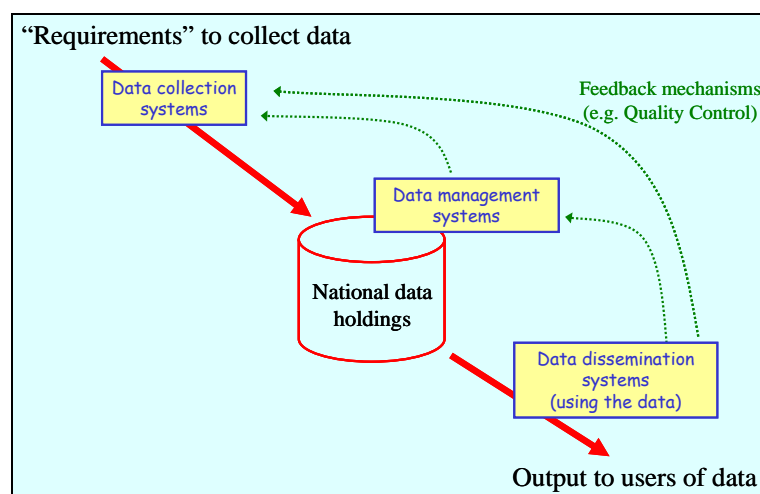 “Requirements” to collect data
Data collection
systems
Feedback mechanisms
(e.g. Quality Control)
Data management
systems
National data
holdings
Data dissemination
systems
(using the data)
Output to users of data